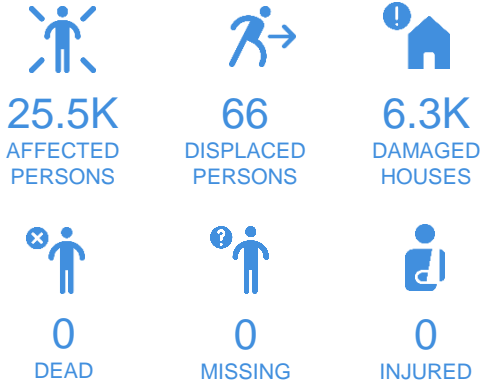 25.5K
AFFECTED
PERSONS
66
DISPLACED
PERSONS
6.3K
DAMAGED
HOUSES
0
DEAD
0
MISSING
0
INJURED